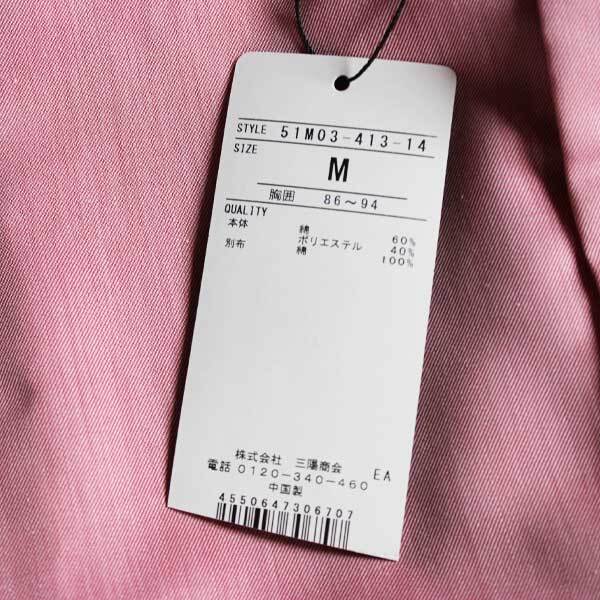 STYLE 51M03-413-14
SIZE
M
胸囲 86～94
QUALITY
本体 綿 60%
ポリエステル 40%
別布 綿 100%
株式会社 三陽商会 EA
電話 0120-340-460
中国製
4550647306707